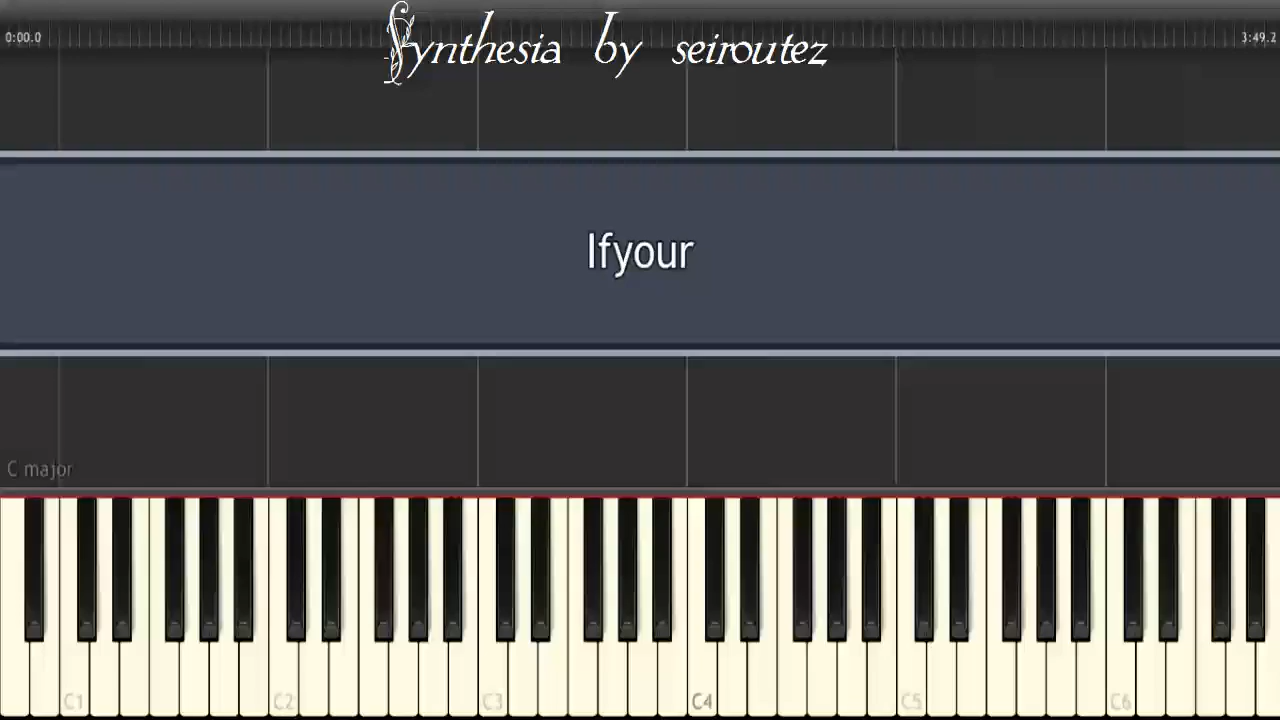 Synthesia by seiroutez
0:00.0 3:49.2
Ifyour
C major
C1 C2 C3 C4 C5 C6